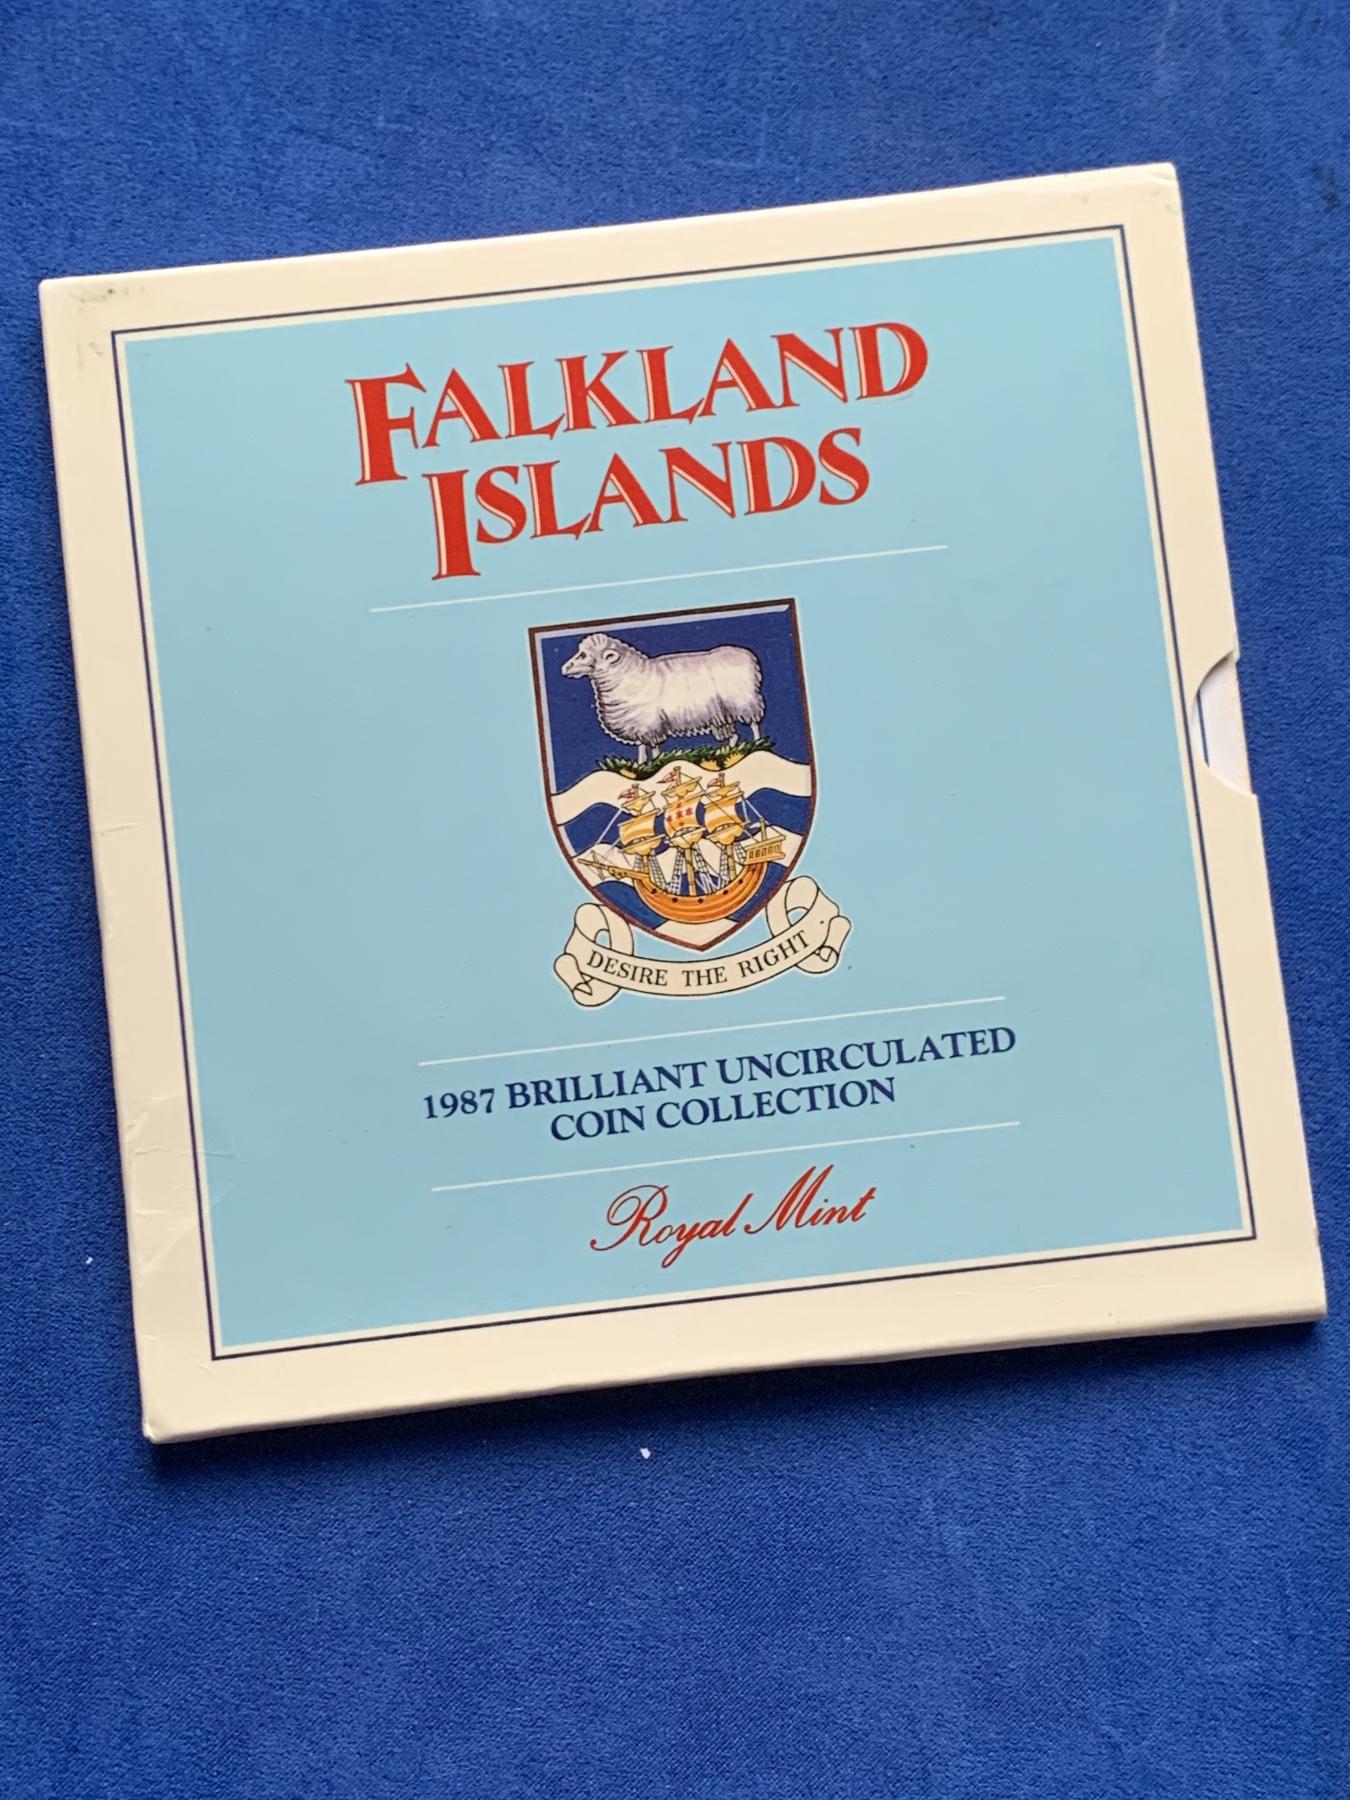 FALKLAND
ISLANDS
DESIRE THE RIGHT
1987 BRILLIANT UNCIRCULATED
COIN COLLECTION
Royal Mint